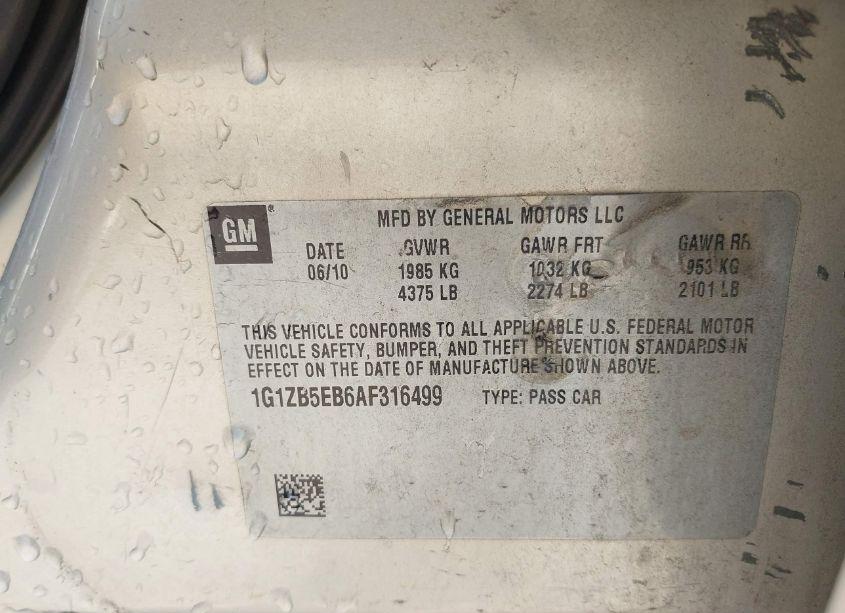 GM ®
MFD BY GENERAL MOTORS LLC
DATE GVWR GAWR FRT GAWR RR
06/10 1985 KG 1032 KG 953 KG
4375 LB 2274 LB 2101 LB
THIS VEHICLE CONFORMS TO ALL APPLICABLE U.S. FEDERAL MOTOR
VEHICLE SAFETY, BUMPER, AND THEFT PREVENTION STANDARDS IN
EFFECT ON THE DATE OF MANUFACTURE SHOWN ABOVE.
1G1ZB5EB6AF316499 TYPE: PASS CAR